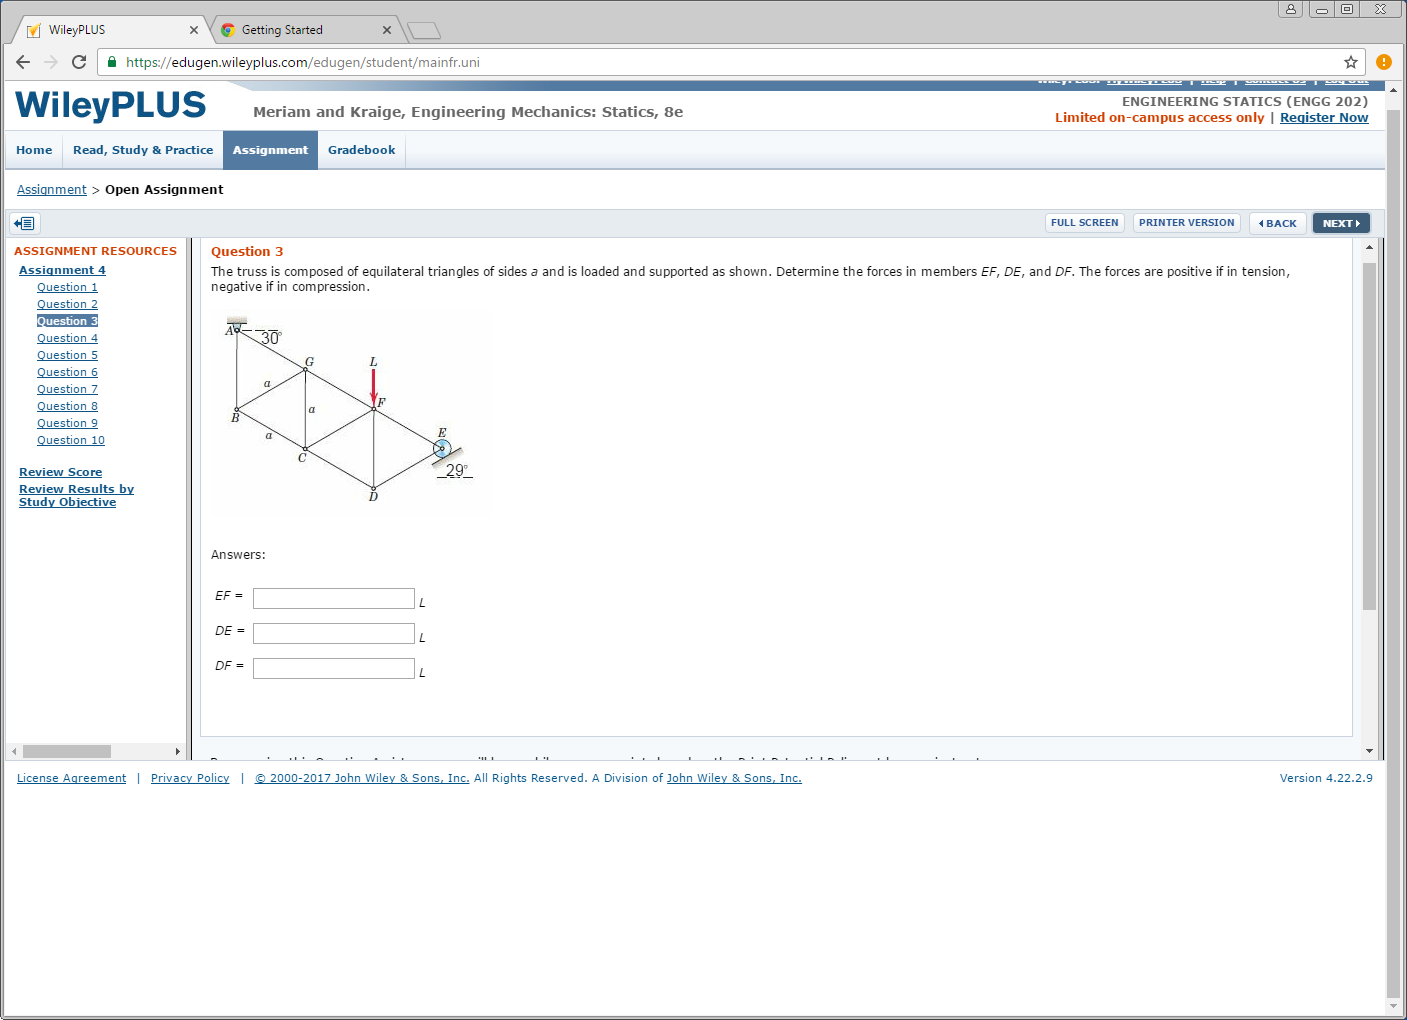 WileyPLUS
Getting Started
https://edugen.wileyplus.com/edugen/student/mainfr.uni
WileyPLUS
Meriam and Kraige, Engineering Mechanics: Statics, 8e
ENGINEERING STATICS (ENGG 202)
Limited on-campus access only | Register Now
Home Read, Study & Practice Assignment Gradebook
Assignment > Open Assignment
FULL SCREEN PRINTER VERSION BACK NEXT
ASSIGNMENT RESOURCES
Assignment 4
Question 1
Question 2
Question 3
Question 4
Question 5
Question 6
Question 7
Question 8
Question 9
Question 10
Review Score
Review Results by
Study Objective
Question 3
The truss is composed of equilateral triangles of sides a and is loaded and supported as shown. Determine the forces in members EF, DE, and DF. The forces are positive if in tension,
negative if in compression.
A
30°
G
L
a
F
a
B
E
a
C
29°
D
Answers:
EF =
L
DE =
L
DF =
L
License Agreement | Privacy Policy | © 2000-2017 John Wiley & Sons, Inc. All Rights Reserved. A Division of John Wiley & Sons, Inc.
Version 4.22.2.9